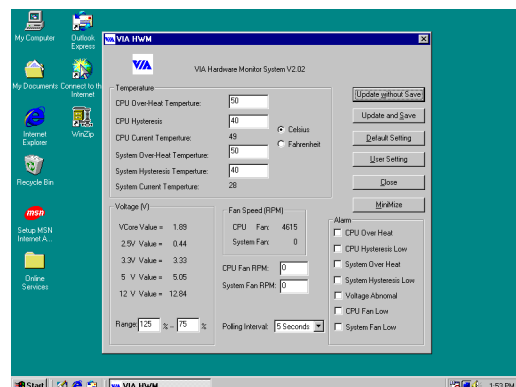 My Computer
Outlook
Express
My Documents
Connect to th
Internet
Internet
Explorer
WinZip
Recycle Bin
msn
Setup MSN
Internet A...
Online
Services
VIA HWM
VIA
VIA Hardware Monitor System V2.02
Temperature
CPU Over-Heat Temperture: 50
CPU Hysteresis 40
CPU Current Temperture: 49
System Over-Heat Temperture: 50
System Hysteresis Temperture: 40
System Current Temperture: 28
Celsius
Fahrenheit
Update without Save
Update and Save
Default Setting
User Setting
Close
MiniMize
Voltage (V)
VCore Value = 1.89
2.5V Value = 0.44
3.3V Value = 3.33
5 V Value = 5.05
12 V Value = 12.84
Range: 125 % - 75 %
Fan Speed (RPM)
CPU Fan: 4615
System Fan: 0
CPU Fan RPM: 0
System Fan RPM: 0
Polling Interval: 5 Seconds
Alarm
CPU Over Heat
CPU Hysteresis Low
System Over Heat
System Hysteresis Low
Voltage Abnomal
CPU Fan Low
System Fan Low
Start
VIA HWM
1:53 PM